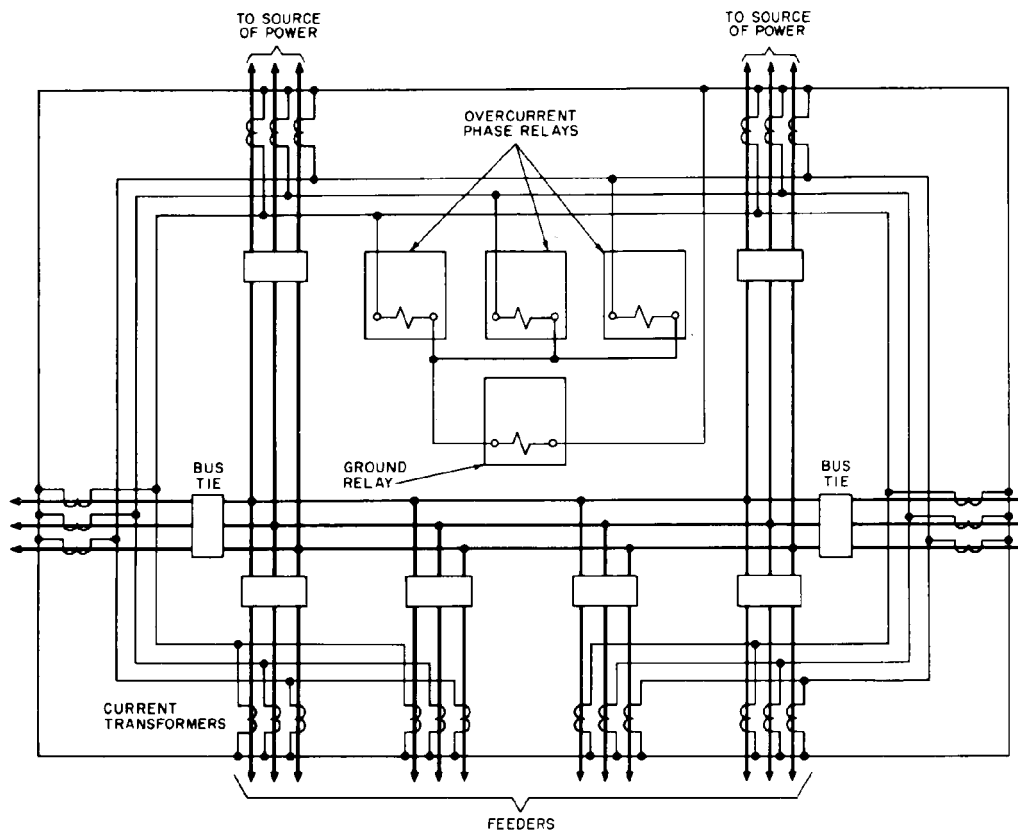 TO SOURCE
OF POWER
TO SOURCE
OF POWER
OVERCURRENT
PHASE RELAYS
GROUND
RELAY
BUS
TIE
BUS
TIE
CURRENT
TRANSFORMERS
FEEDERS